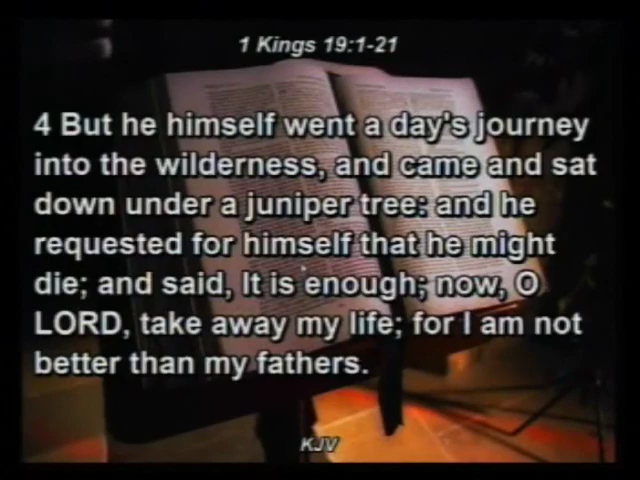 1 Kings 19:1-21
4 But he himself went a day's journey
into the wilderness, and came and sat
down under a juniper tree: and he
requested for himself that he might
die; and said, It is enough; now, O
LORD, take away my life; for I am not
better than my fathers.
KJV